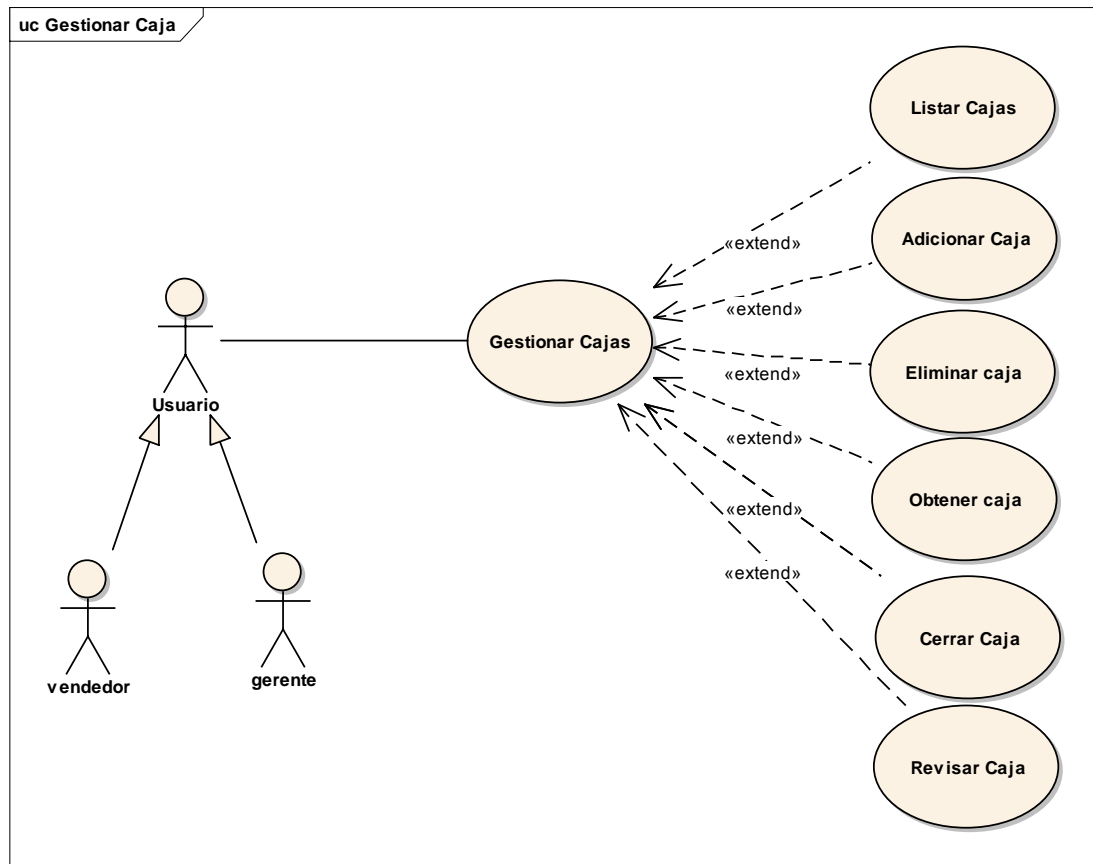 uc Gestionar Caja
Listar Cajas
«extend»
Adicionar Caja
«extend»
Gestionar Cajas
Eliminar caja
«extend»
Usuario
«extend»
Obtener caja
«extend»
Cerrar Caja
«extend»
vendedor
gerente
Revisar Caja